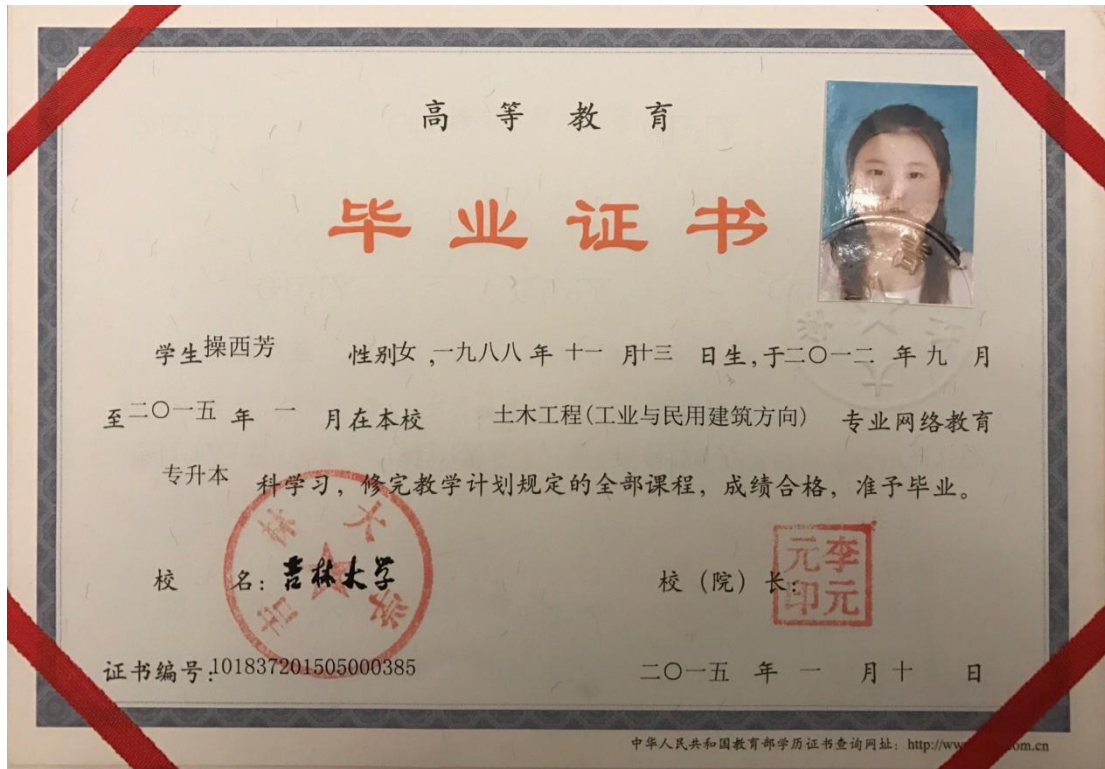 高等教育
毕业证书
学生操西芳 性别女,一九八八年十一月十三日生,于二〇一二年九月
至二〇一五年一月在本校 土木工程(工业与民用建筑方向) 专业网络教育
专升本科学习，修完教学计划规定的全部课程，成绩合格，准予毕业。
校名：吉林大学 校（院）长：
吉林大学
李元元印
证书编号:101837201505000385 二〇一五年一月十日
中华人民共和国教育部学历证书查询网址：http://www om.cn